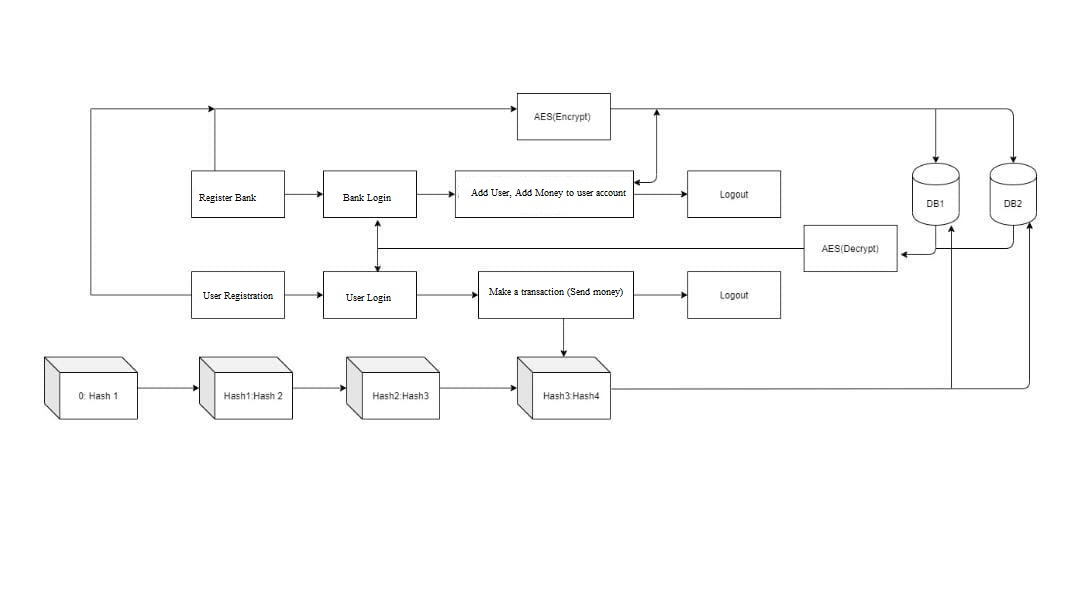 AES(Encrypt)
Register Bank
Bank Login
Add User, Add Money to user account
Logout
DB1
DB2
AES(Decrypt)
User Registration
User Login
Make a transaction (Send money)
Logout
0: Hash 1
Hash1:Hash 2
Hash2:Hash3
Hash3:Hash4